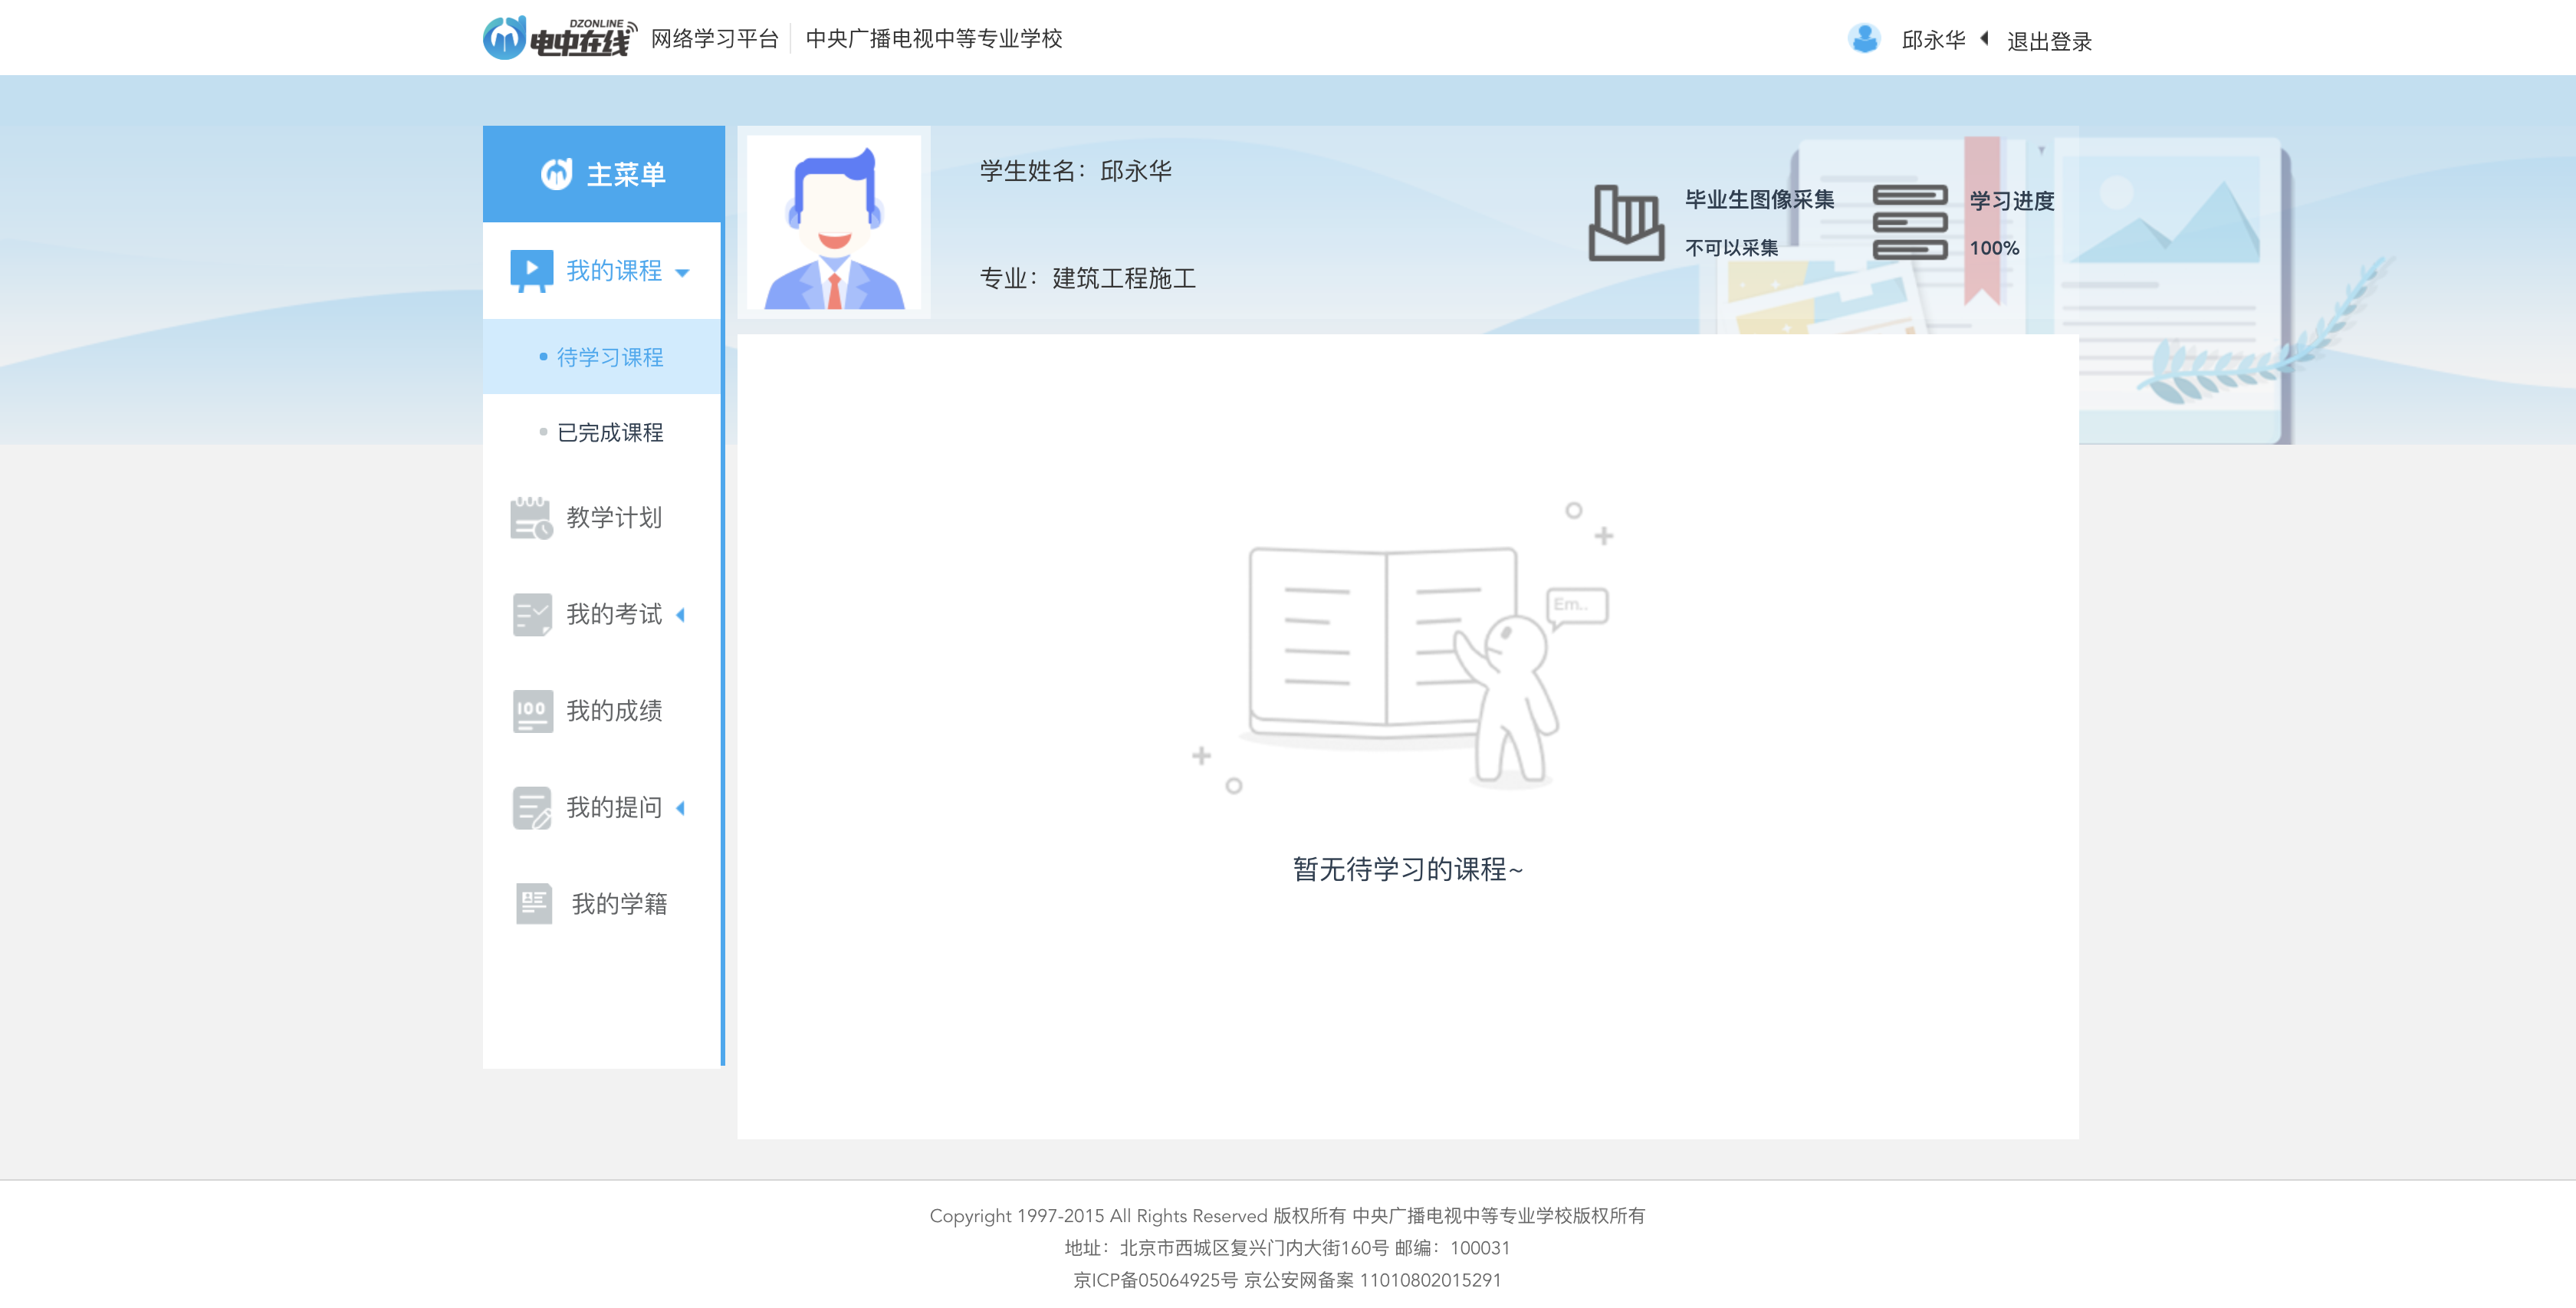 DZONLINE
电中在线 网络学习平台 中央广播电视中等专业学校 邱永华 退出登录
主菜单
我的课程
待学习课程
已完成课程
教学计划
我的考试
100 我的成绩
我的提问
我的学籍
学生姓名：邱永华
专业：建筑工程施工
毕业生图像采集
不可以采集
学习进度
100%
Em..
暂无待学习的课程~
Copyright 1997-2015 All Rights Reserved 版权所有 中央广播电视中等专业学校版权所有
地址：北京市西城区复兴门内大街160号 邮编：100031
京ICP备05064925号 京公安网备案 11010802015291